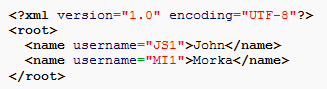 <?xml version="1.0" encoding="UTF-8"?>
<root>
  <name username="JS1">John</name>
  <name username="MI1">Morka</name>
</root>